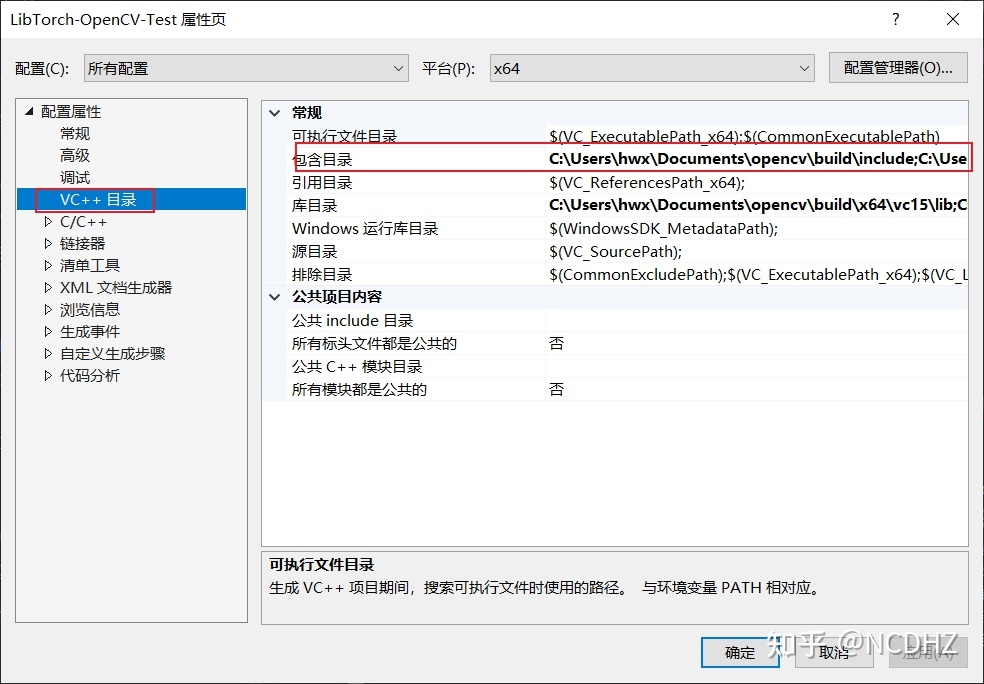 LibTorch-OpenCV-Test 属性页
配置(C): 所有配置 平台(P): x64 配置管理器(O)...
配置属性
常规
高级
调试
VC++ 目录
C/C++
链接器
清单工具
XML 文档生成器
浏览信息
生成事件
自定义生成步骤
代码分析
常规
可执行文件目录 $(VC_ExecutablePath_x64);$(CommonExecutablePath)
包含目录 C:\Users\hwx\Documents\opencv\build\include;C:\Use
引用目录 $(VC_ReferencesPath_x64);
库目录 C:\Users\hwx\Documents\opencv\build\x64\vc15\lib;C
Windows 运行库目录 $(WindowsSDK_MetadataPath);
源目录 $(VC_SourcePath);
排除目录 $(CommonExcludePath);$(VC_ExecutablePath_x64);$(VC_L
公共项目内容
公共 include 目录
所有标头文件都是公共的 否
公共 C++ 模块目录
所有模块都是公共的 否
可执行文件目录
生成 VC++ 项目期间，搜索可执行文件时使用的路径。 与环境变量 PATH 相对应。
确定 取消 应用(A)
知乎 @NCDHZ